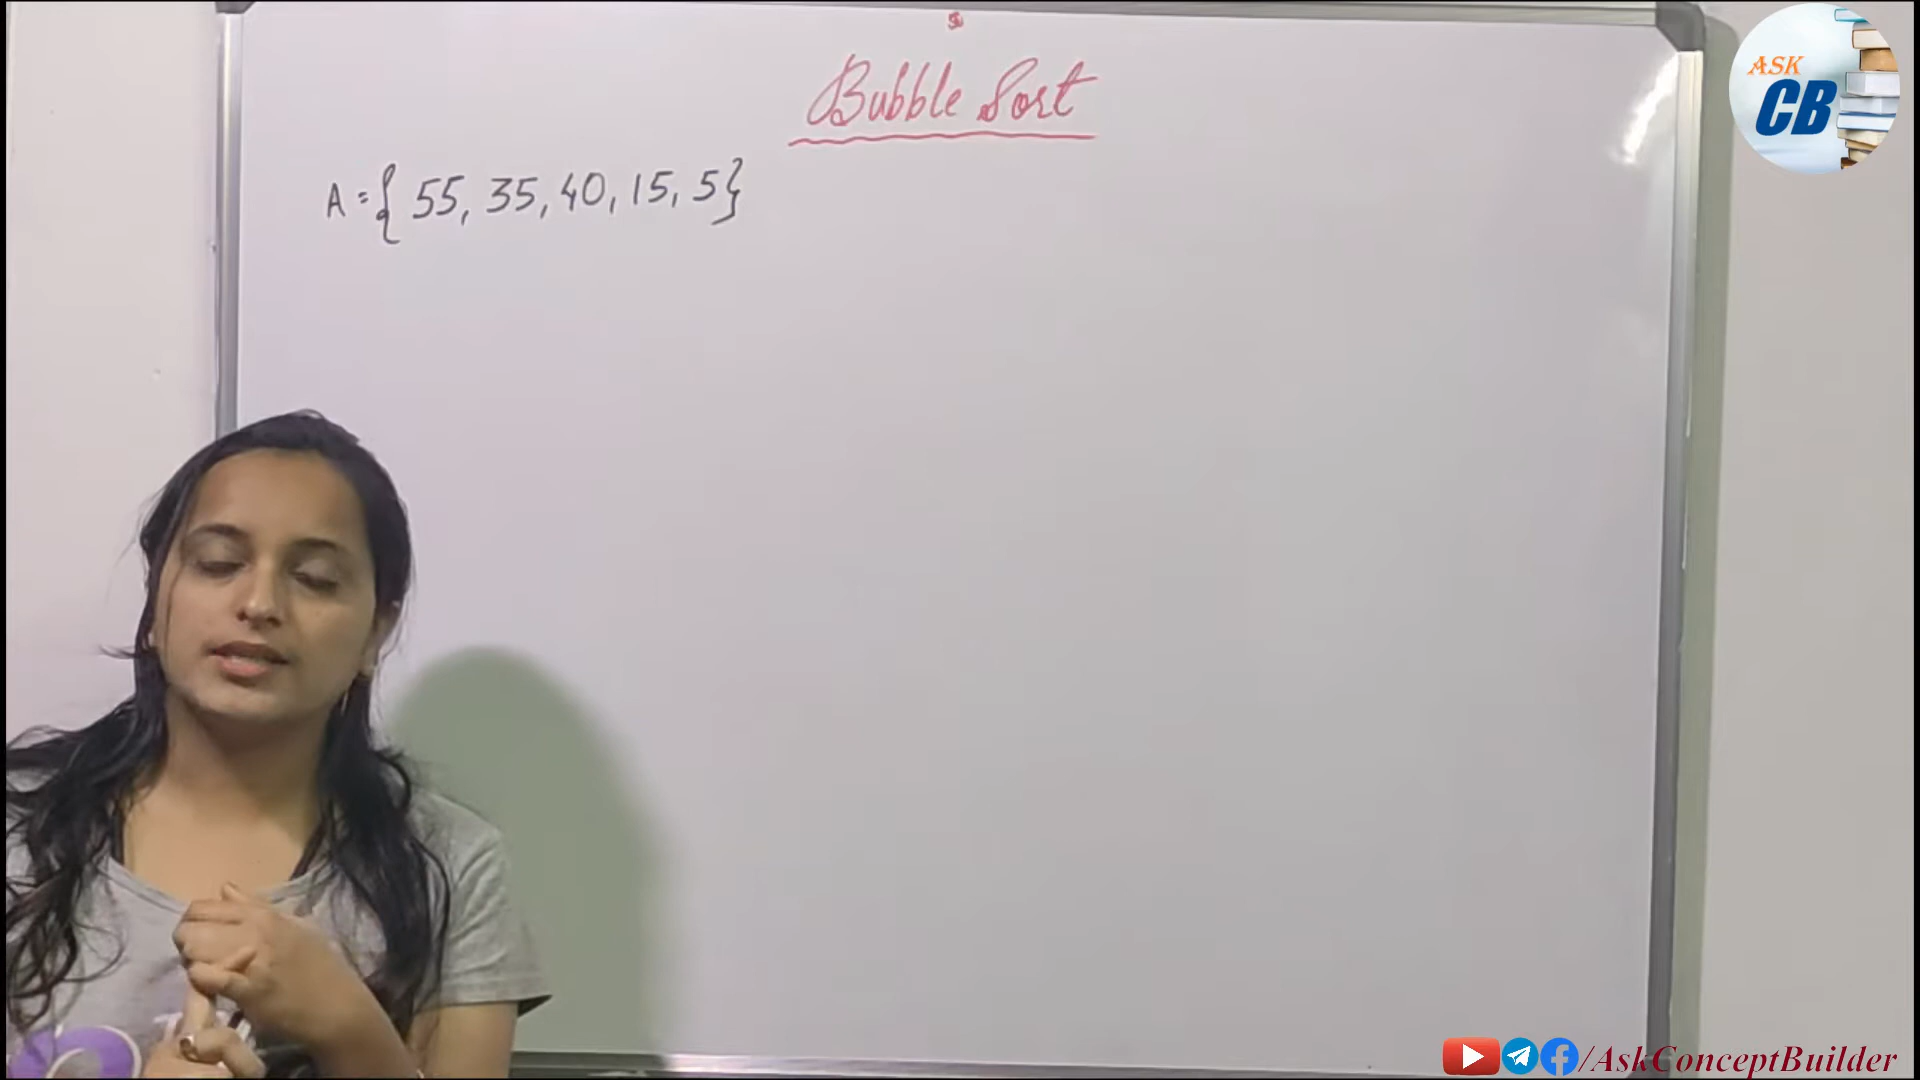 Bubble Sort
A = { 55, 35, 40, 15, 5}
ASK
CB
/AskConceptBuilder